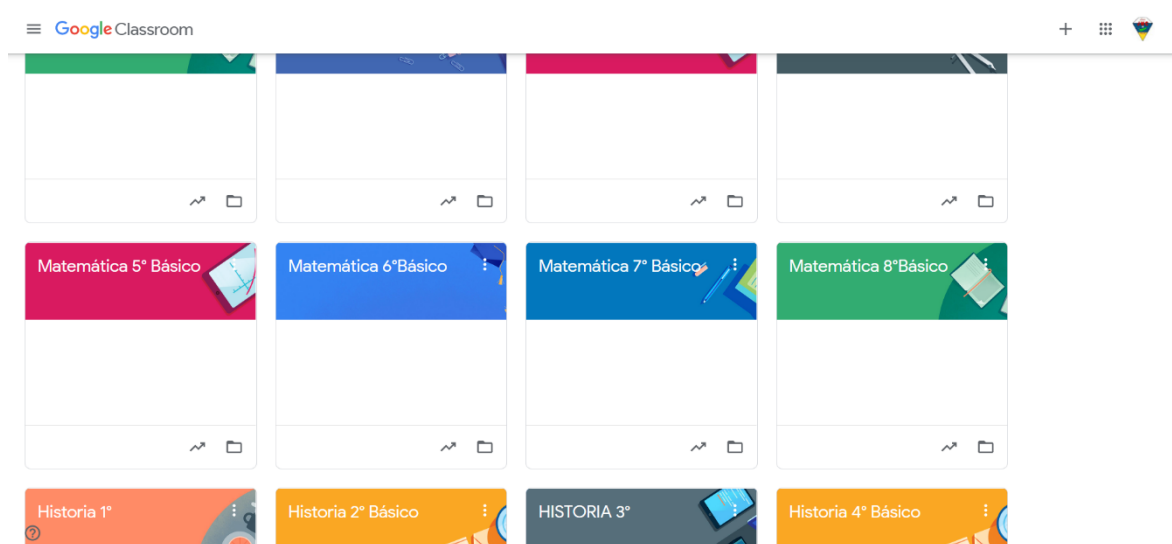 Google Classroom
Matemática 5° Básico
Matemática 6°Básico
Matemática 7° Básico
Matemática 8°Básico
Historia 1°
Historia 2° Básico
HISTORIA 3°
Historia 4° Básico